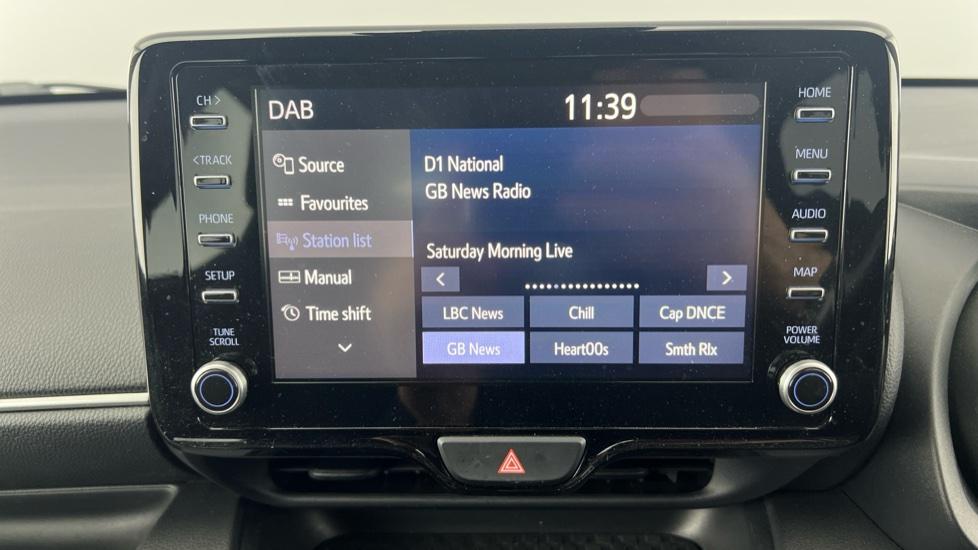 CH >
<TRACK
PHONE
SETUP
TUNE
SCROLL
DAB
11:39
Source
Favourites
Station list
Manual
Time shift
D1 National
GB News Radio
Saturday Morning Live
LBC News
Chill
Cap DNCE
GB News
Heart00s
Smth Rlx
HOME
MENU
AUDIO
MAP
POWER
VOLUME